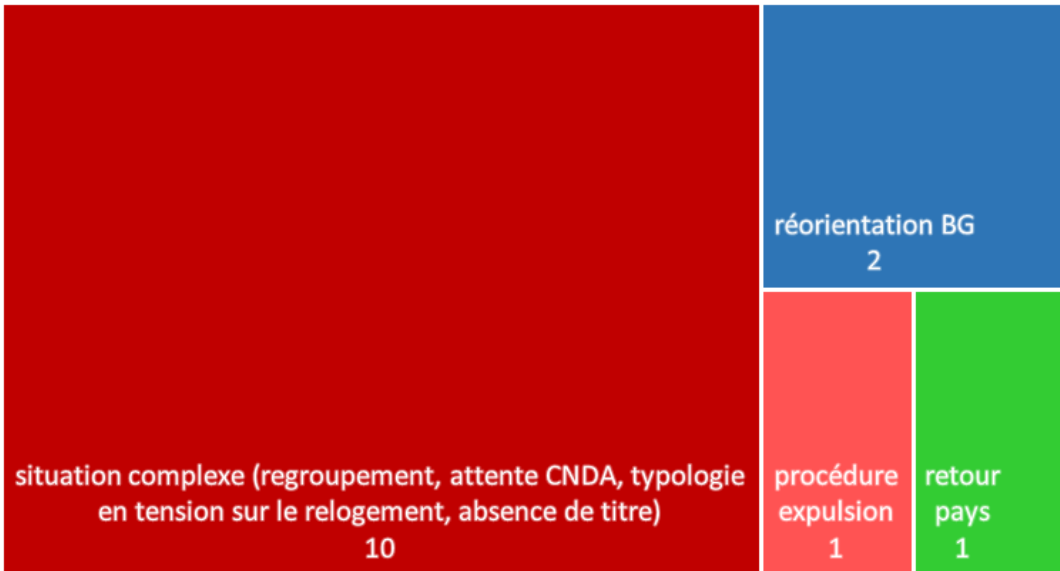 réorientation BG
2
situation complexe (regroupement, attente CNDA, typologie
en tension sur le relogement, absence de titre)
10
procédure
expulsion
1
retour
pays
1